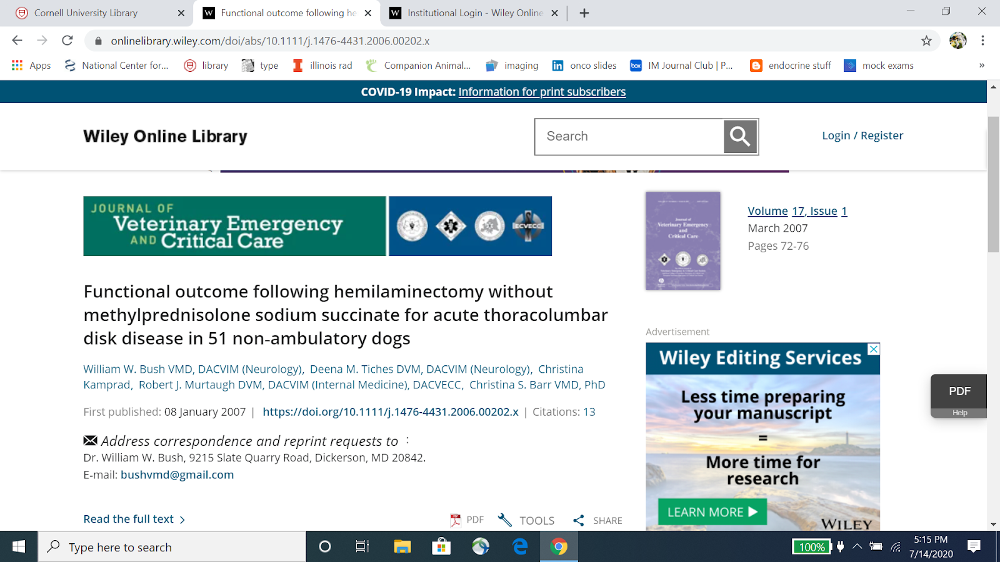 Cornell University Library
Functional outcome following he
Institutional Login - Wiley Online
onlinelibrary.wiley.com/doi/abs/10.1111/j.1476-4431.2006.00202.x
Apps
National Center for...
library
type
illinois rad
Companion Animal...
imaging
onco slides
box
IM Journal Club | P...
endocrine stuff
mock exams
»
COVID-19 Impact: Information for print subscribers
Wiley Online Library
Search
Login / Register
JOURNAL OF
Veterinary Emergency
AND Critical Care
ECVECC
Journal of
Veterinary Emergency
and
Critical Care
Volume 17, Issue 1
March 2007
Pages 72-76
Functional outcome following hemilaminectomy without
methylprednisolone sodium succinate for acute thoracolumbar
disk disease in 51 non-ambulatory dogs
William W. Bush VMD, DACVIM (Neurology), Deena M. Tiches DVM, DACVIM (Neurology), Christina
Kamprad, Robert J. Murtaugh DVM, DACVIM (Internal Medicine), DACVECC, Christina S. Barr VMD, PhD
First published: 08 January 2007 | https://doi.org/10.1111/j.1476-4431.2006.00202.x | Citations: 13
Address correspondence and reprint requests to :
Dr. William W. Bush, 9215 Slate Quarry Road, Dickerson, MD 20842.
E-mail: bushvmd@gmail.com
Read the full text >
PDF
TOOLS
SHARE
Advertisement
Wiley Editing Services
Less time preparing
your manuscript
=
More time for
research
LEARN MORE
WILEY
PDF
Help
Type here to search
100%
5:15 PM
7/14/2020